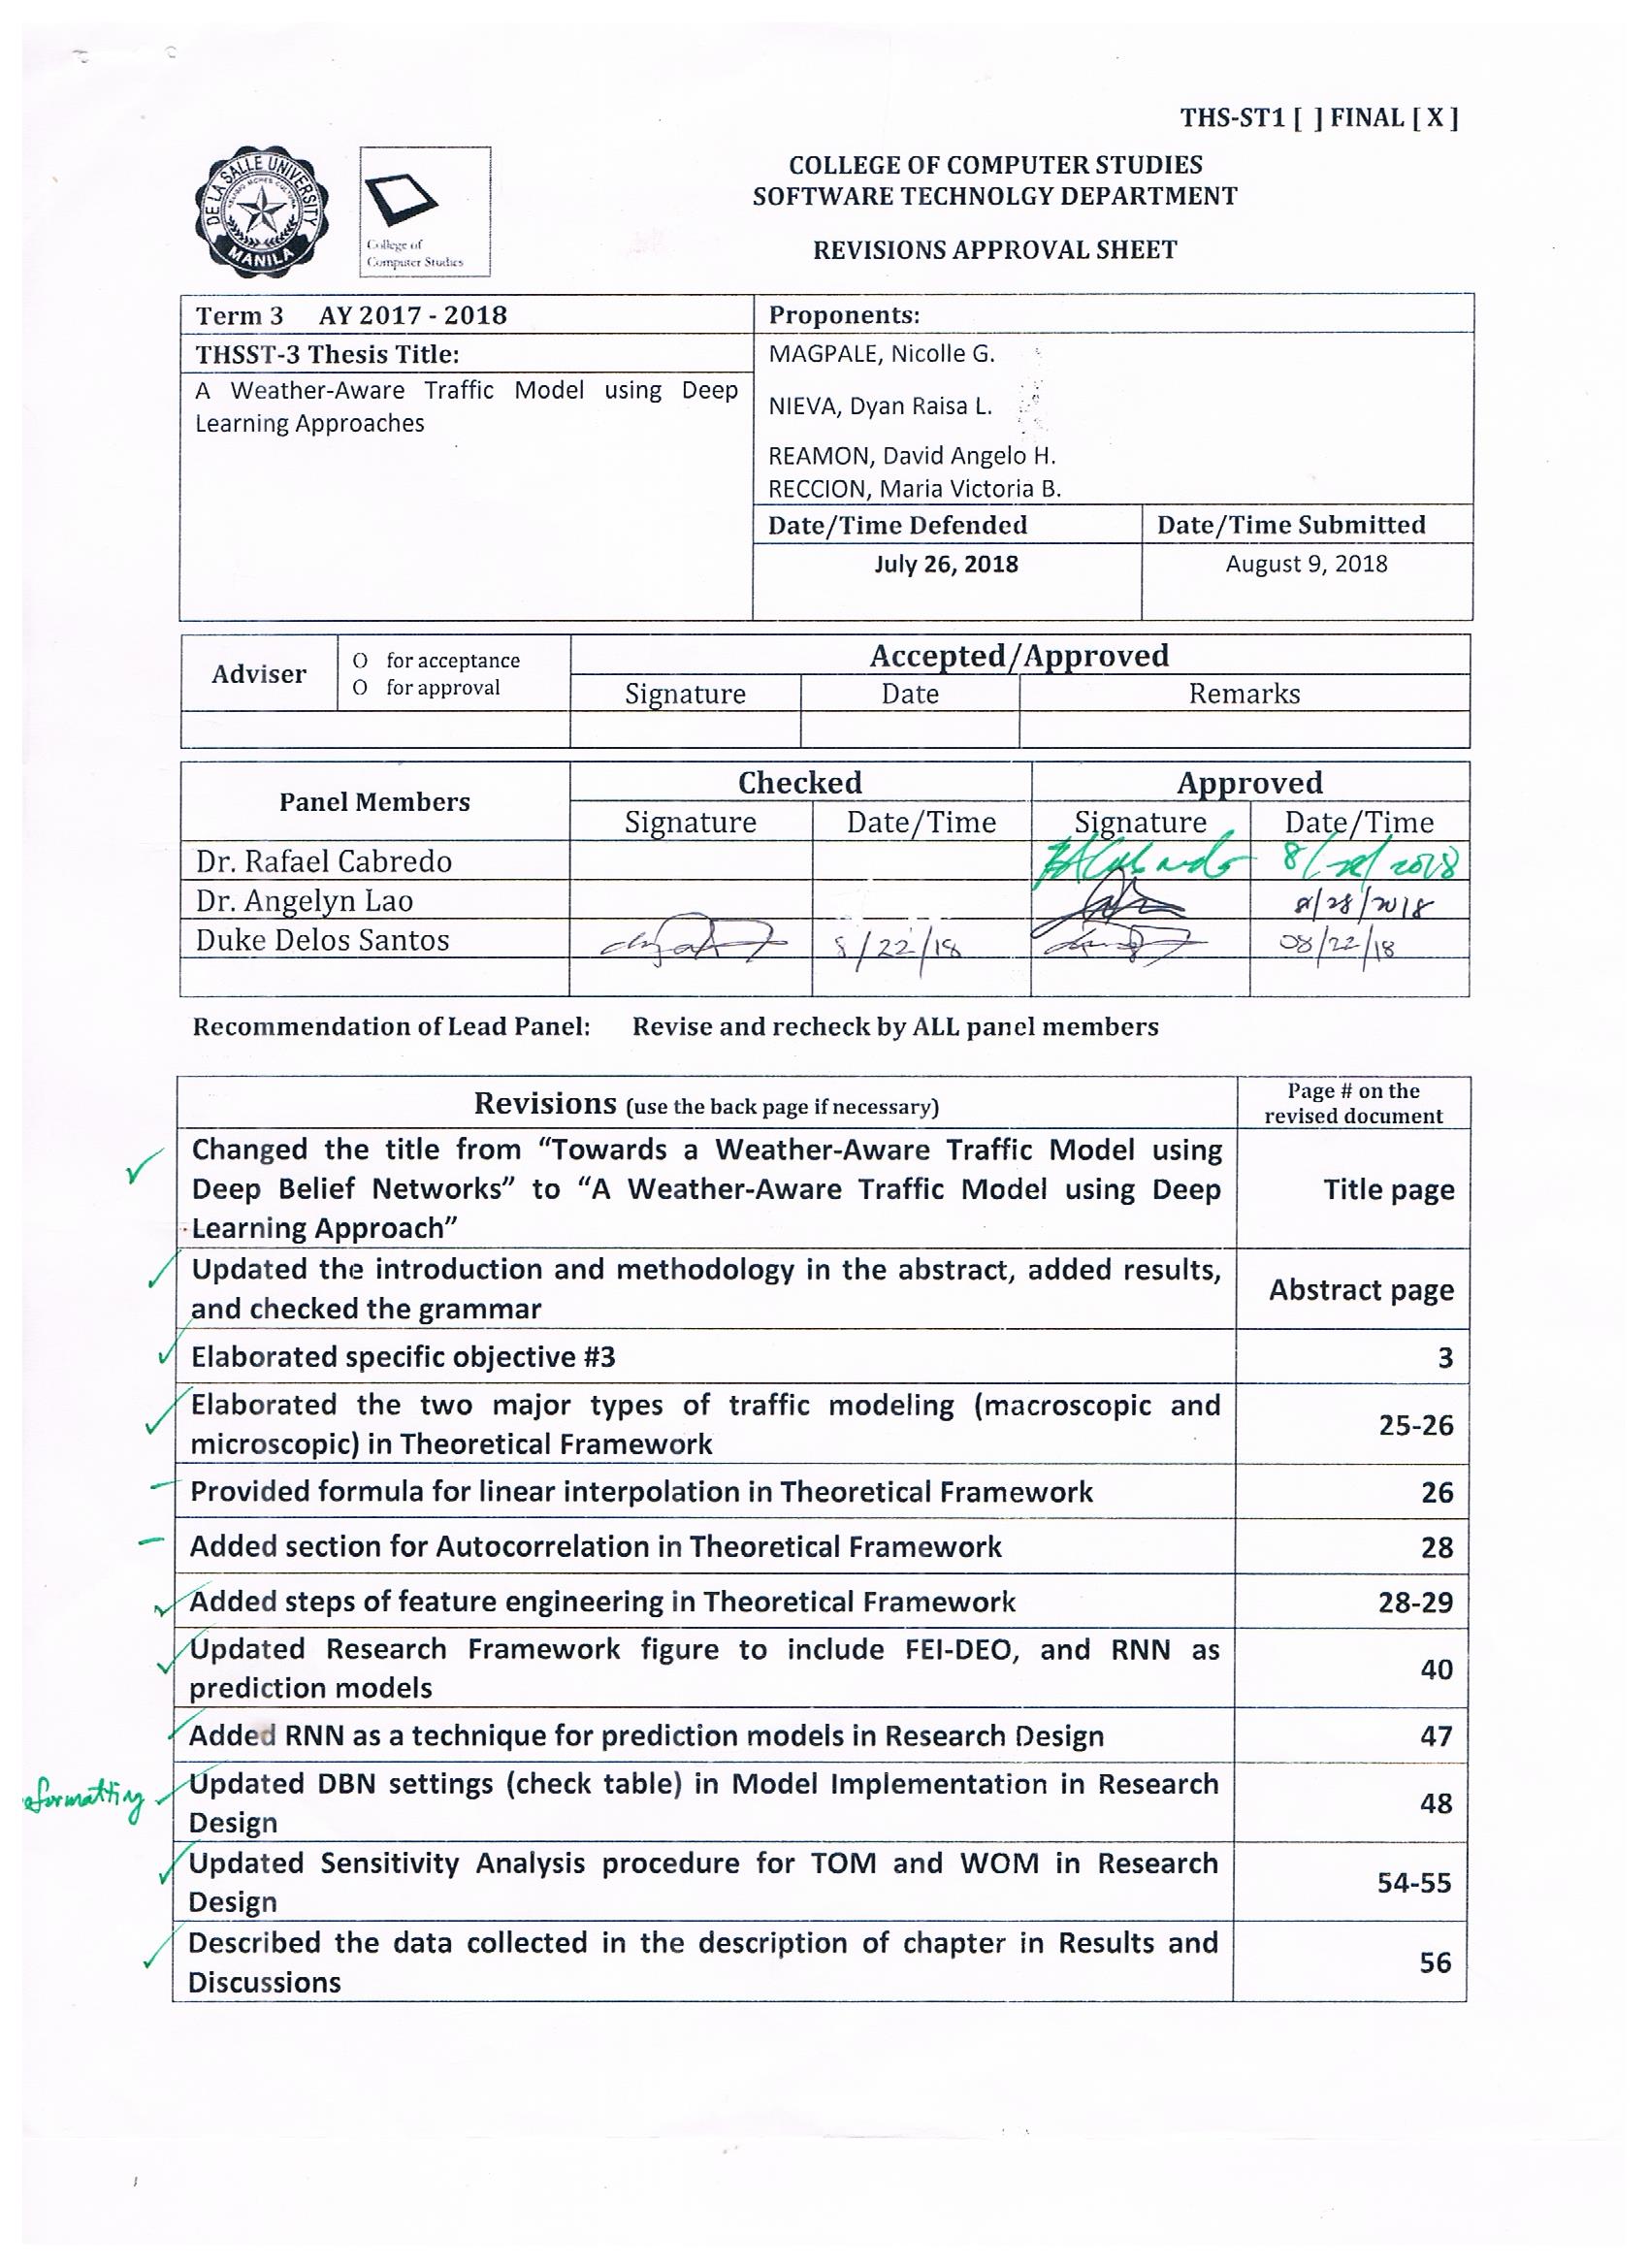 THS-ST1 [ ] FINAL [ X ]
DE LA SALLE UNIVERSITY
MANILA
College of
Computer Studies
COLLEGE OF COMPUTER STUDIES
SOFTWARE TECHNOLGY DEPARTMENT
REVISIONS APPROVAL SHEET
Term 3 AY 2017 - 2018
Proponents:
THSST-3 Thesis Title:
A Weather-Aware Traffic Model using Deep
Learning Approaches
MAGPALE, Nicolle G.
NIEVA, Dyan Raisa L.
REAMON, David Angelo H.
RECCION, Maria Victoria B.
Date/Time Defended
Date/Time Submitted
July 26, 2018
August 9, 2018
Adviser
O for acceptance
O for approval
Accepted/Approved
Signature
Date
Remarks
Panel Members
Checked
Approved
Signature
Date/Time
Signature
Date/Time
Dr. Rafael Cabredo
Dr. Angelyn Lao
8/28/2018
Duke Delos Santos
8/22/18
08/22/18
Recommendation of Lead Panel: Revise and recheck by ALL panel members
Revisions (use the back page if necessary)
Page # on the
revised document
Changed the title from “Towards a Weather-Aware Traffic Model using
Deep Belief Networks” to “A Weather-Aware Traffic Model using Deep
Learning Approach”
Title page
Updated the introduction and methodology in the abstract, added results,
and checked the grammar
Abstract page
Elaborated specific objective #3
3
Elaborated the two major types of traffic modeling (macroscopic and
microscopic) in Theoretical Framework
25-26
Provided formula for linear interpolation in Theoretical Framework
26
Added section for Autocorrelation in Theoretical Framework
28
Added steps of feature engineering in Theoretical Framework
28-29
Updated Research Framework figure to include FEI-DEO, and RNN as
prediction models
40
Added RNN as a technique for prediction models in Research Design
47
eformatting
Updated DBN settings (check table) in Model Implementation in Research
Design
48
Updated Sensitivity Analysis procedure for TOM and WOM in Research
Design
54-55
Described the data collected in the description of chapter in Results and
Discussions
56